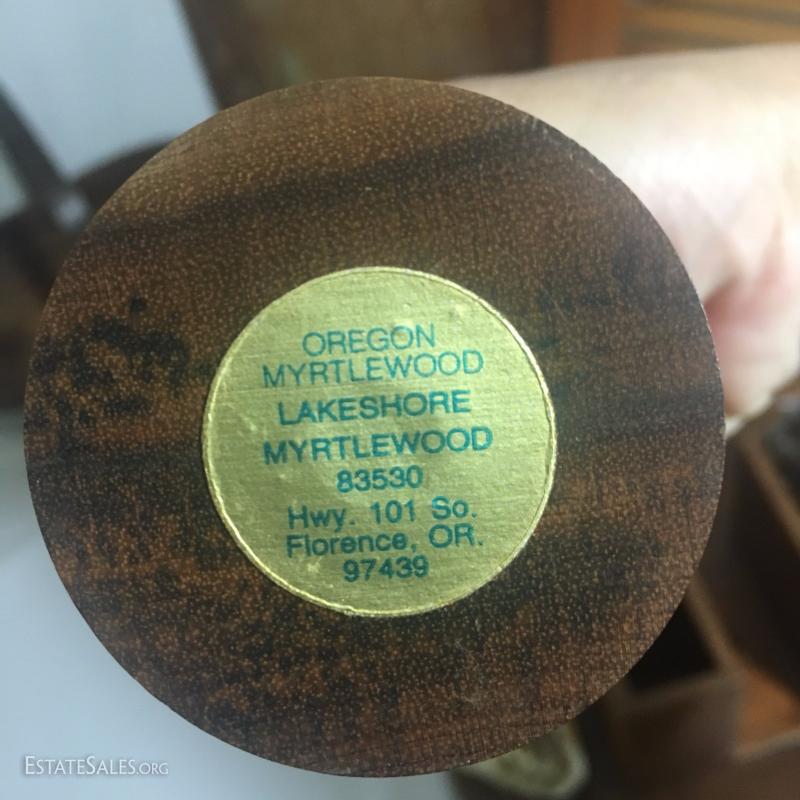 OREGON
MYRTLEWOOD
LAKESHORE
MYRTLEWOOD
83530
Hwy. 101 So.
Florence, OR.
97439
ESTATESALES.ORG